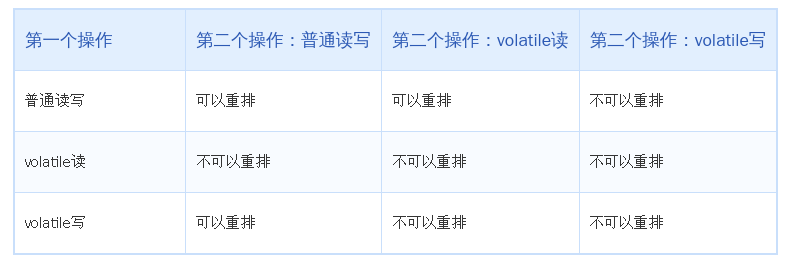 第一个操作 第二个操作：普通读写 第二个操作：volatile读 第二个操作：volatile写
普通读写 可以重排 可以重排 不可以重排
volatile读 不可以重排 不可以重排 不可以重排
volatile写 可以重排 不可以重排 不可以重排